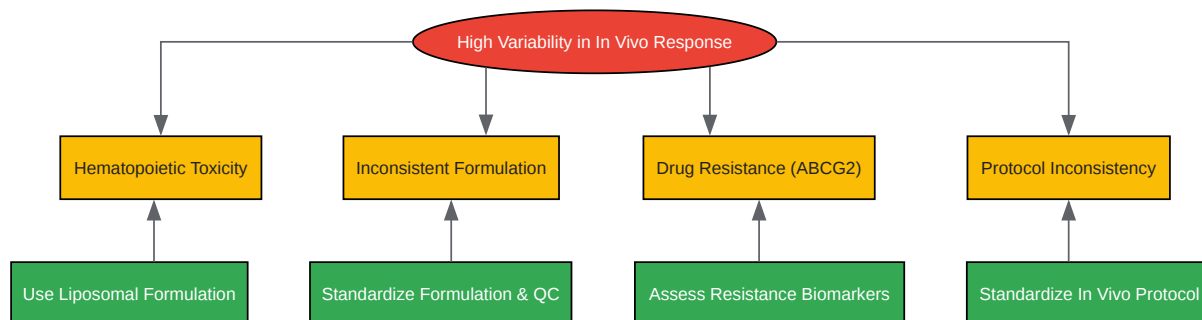 High Variability in In Vivo Response
Hematopoietic Toxicity
Inconsistent Formulation
Drug Resistance (ABCG2)
Protocol Inconsistency
Use Liposomal Formulation
Standardize Formulation & QC
Assess Resistance Biomarkers
Standardize In Vivo Protocol